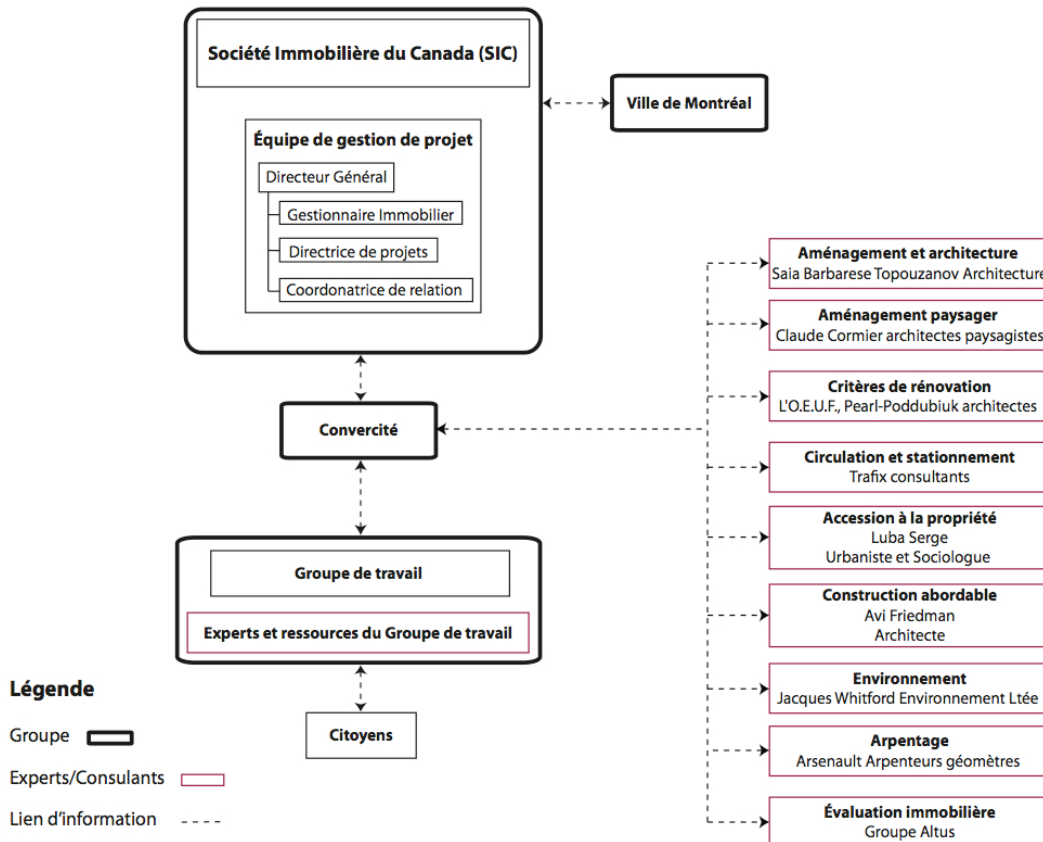 Société Immobilière du Canada (SIC)
Ville de Montréal
Équipe de gestion de projet
Directeur Général
Gestionnaire Immobilier
Directrice de projets
Coordonatrice de relation
Convercité
Groupe de travail
Experts et ressources du Groupe de travail
Citoyens
Aménagement et architecture
Saia Barbarese Topouzanov Architecture
Aménagement paysager
Claude Cormier architectes paysagistes
Critères de rénovation
L'O.E.U.F., Pearl-Poddubiuk architectes
Circulation et stationnement
Trafix consultants
Accession à la propriété
Luba Serge
Urbaniste et Sociologue
Construction abordable
Avi Friedman
Architecte
Environnement
Jacques Whitford Environnement Ltée
Arpentage
Arsenault Arpenteurs géomètres
Évaluation immobilière
Groupe Altus
Légende
Groupe
Experts/Consulants
Lien d'information